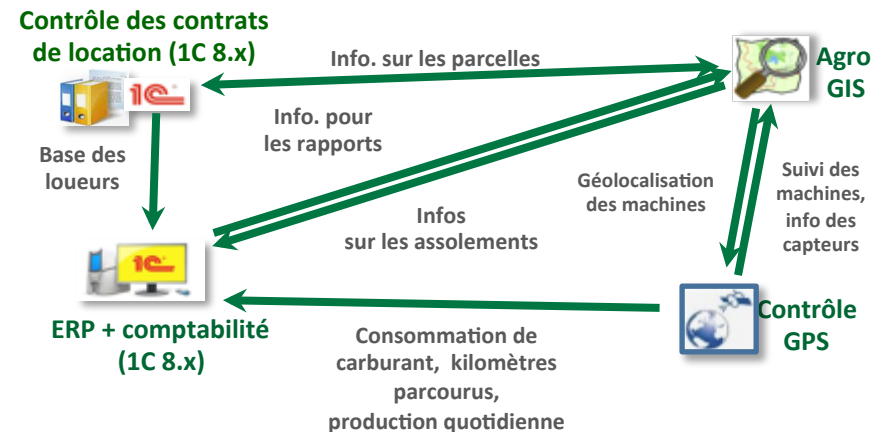 Contrôle des contrats
de location (1C 8.x)
Info. sur les parcelles
Agro
GIS
1C
Info. pour
les rapports
Base des
loueurs
Géolocalisation
des machines
Suivi des
machines,
info des
capteurs
Infos
sur les assolements
1C
ERP + comptabilité
(1C 8.x)
Contrôle
GPS
Consommation de
carburant, kilomètres
parcourus,
production quotidienne